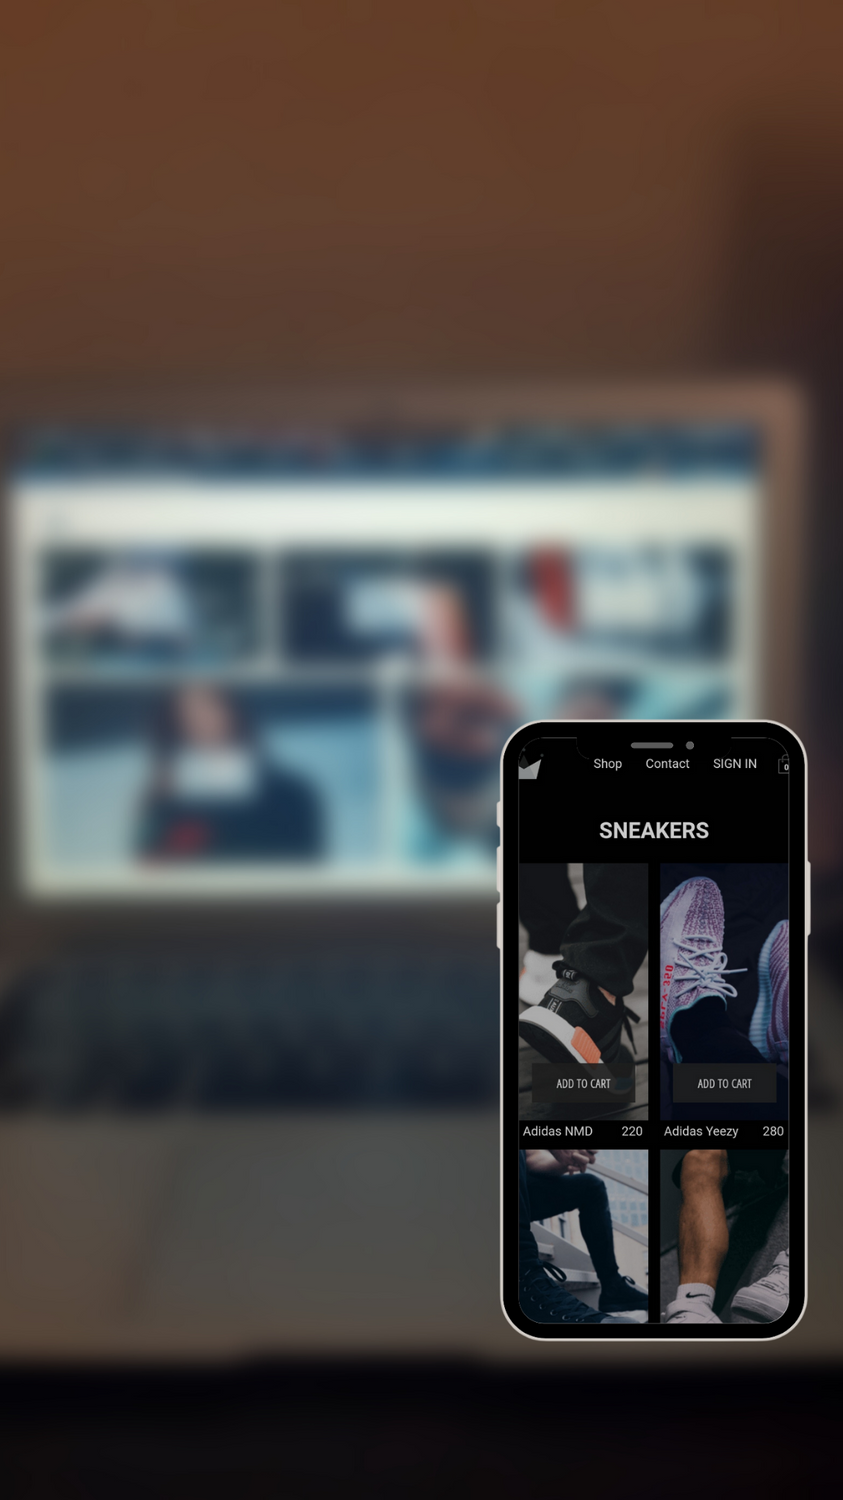 Shop Contact SIGN IN 0
SNEAKERS
ADD TO CART ADD TO CART
Adidas NMD 220 Adidas Yeezy 280